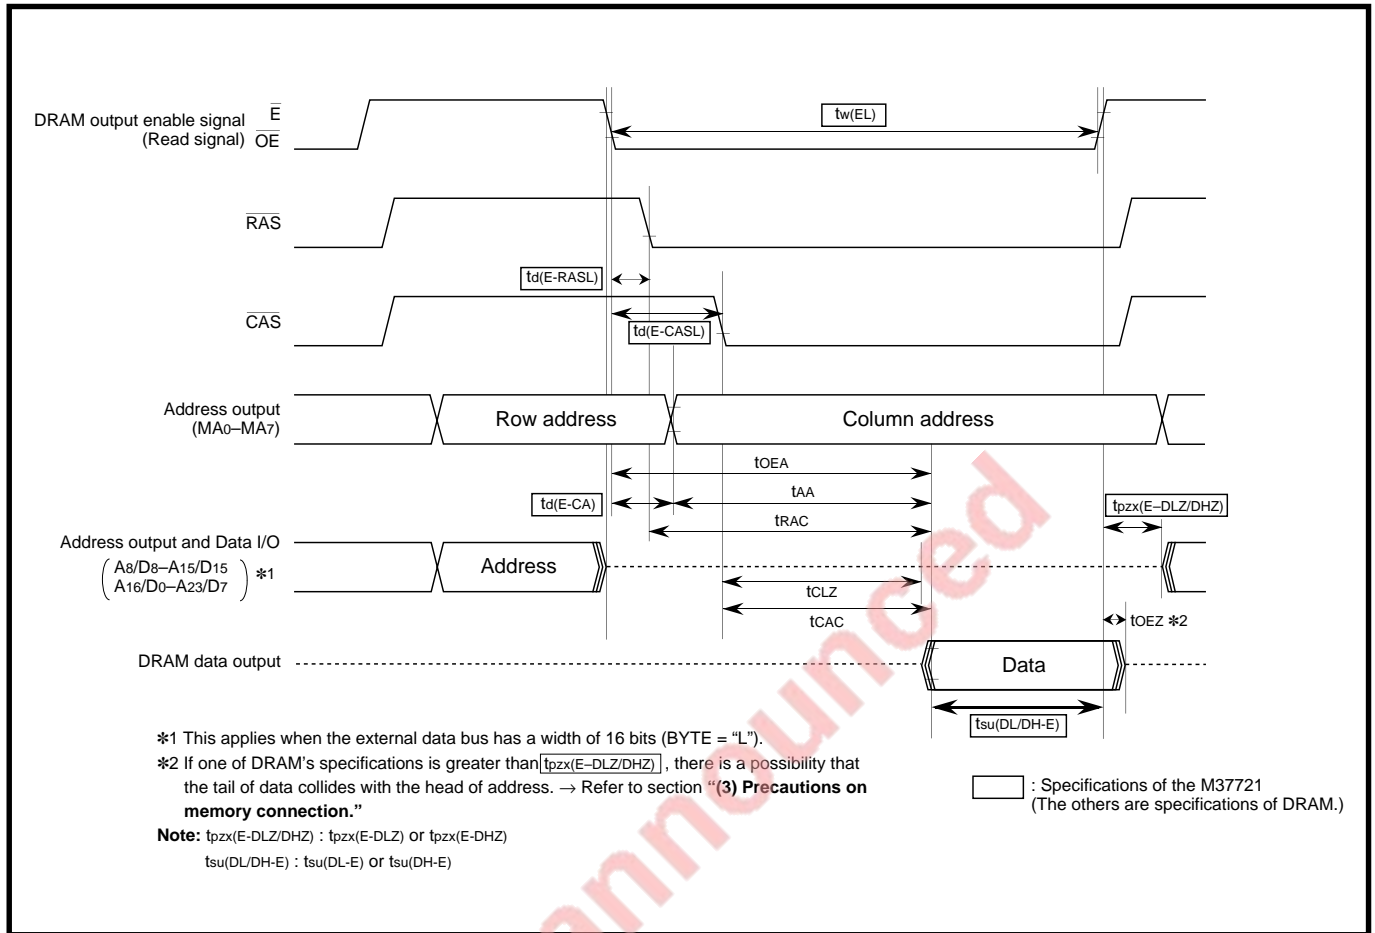 DRAM output enable signal E
(Read signal) OE
tw(EL)
RAS
td(E-RASL)
CAS
td(E-CASL)
Address output
(MA0–MA7)
Row address
Column address
tOEA
td(E-CA)
tAA
tpzx(E–DLZ/DHZ)
tRAC
Address output and Data I/O
A8/D8–A15/D15
A16/D0–A23/D7
✻1
Address
tCLZ
tCAC
tOEZ ✻2
DRAM data output
Data
tsu(DL/DH-E)
✻1 This applies when the external data bus has a width of 16 bits (BYTE = “L”).
✻2 If one of DRAM’s specifications is greater than tpzx(E–DLZ/DHZ) , there is a possibility that
the tail of data collides with the head of address. → Refer to section “(3) Precautions on
memory connection.”
Note: tpzx(E-DLZ/DHZ) : tpzx(E-DLZ) or tpzx(E-DHZ)
tsu(DL/DH-E) : tsu(DL-E) or tsu(DH-E)
: Specifications of the M37721
(The others are specifications of DRAM.)
announced